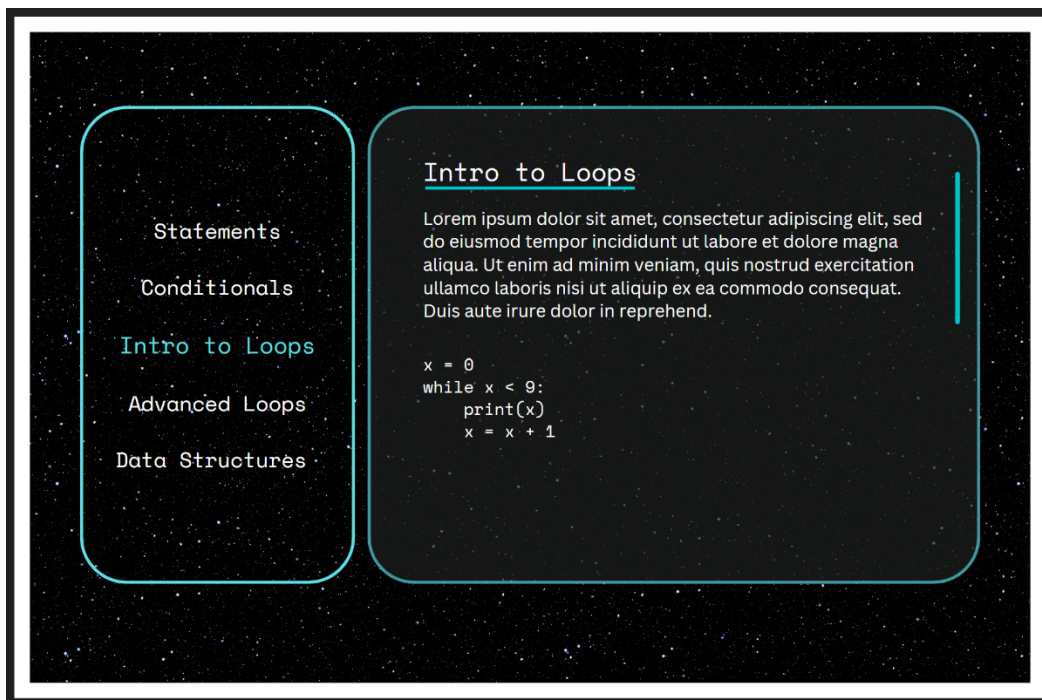 Statements
Conditionals
Intro to Loops
Advanced Loops
Data Structures
Intro to Loops
Lorem ipsum dolor sit amet, consectetur adipiscing elit, sed
do eiusmod tempor incididunt ut labore et dolore magna
aliqua. Ut enim ad minim veniam, quis nostrud exercitation
ullamco laboris nisi ut aliquip ex ea commodo consequat.
Duis aute irure dolor in reprehend.
x = 0
while x < 9:
    print(x)
    x = x + 1